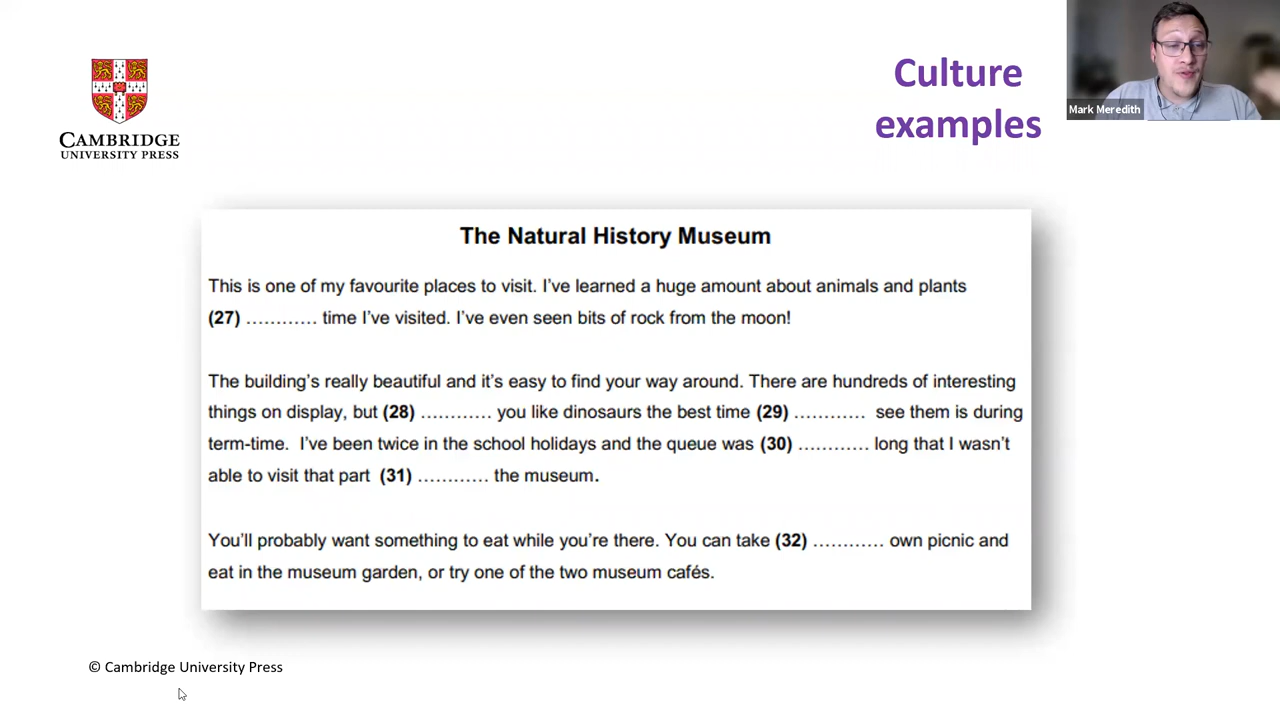 CAMBRIDGE
UNIVERSITY PRESS
Culture
examples
Mark Meredith
The Natural History Museum
This is one of my favourite places to visit. I've learned a huge amount about animals and plants
(27) ………… time I've visited. I've even seen bits of rock from the moon!
The building's really beautiful and it's easy to find your way around. There are hundreds of interesting
things on display, but (28) ………… you like dinosaurs the best time (29) ………… see them is during
term-time. I've been twice in the school holidays and the queue was (30) ………… long that I wasn't
able to visit that part (31) ………… the museum.
You'll probably want something to eat while you're there. You can take (32) ………… own picnic and
eat in the museum garden, or try one of the two museum cafés.
© Cambridge University Press